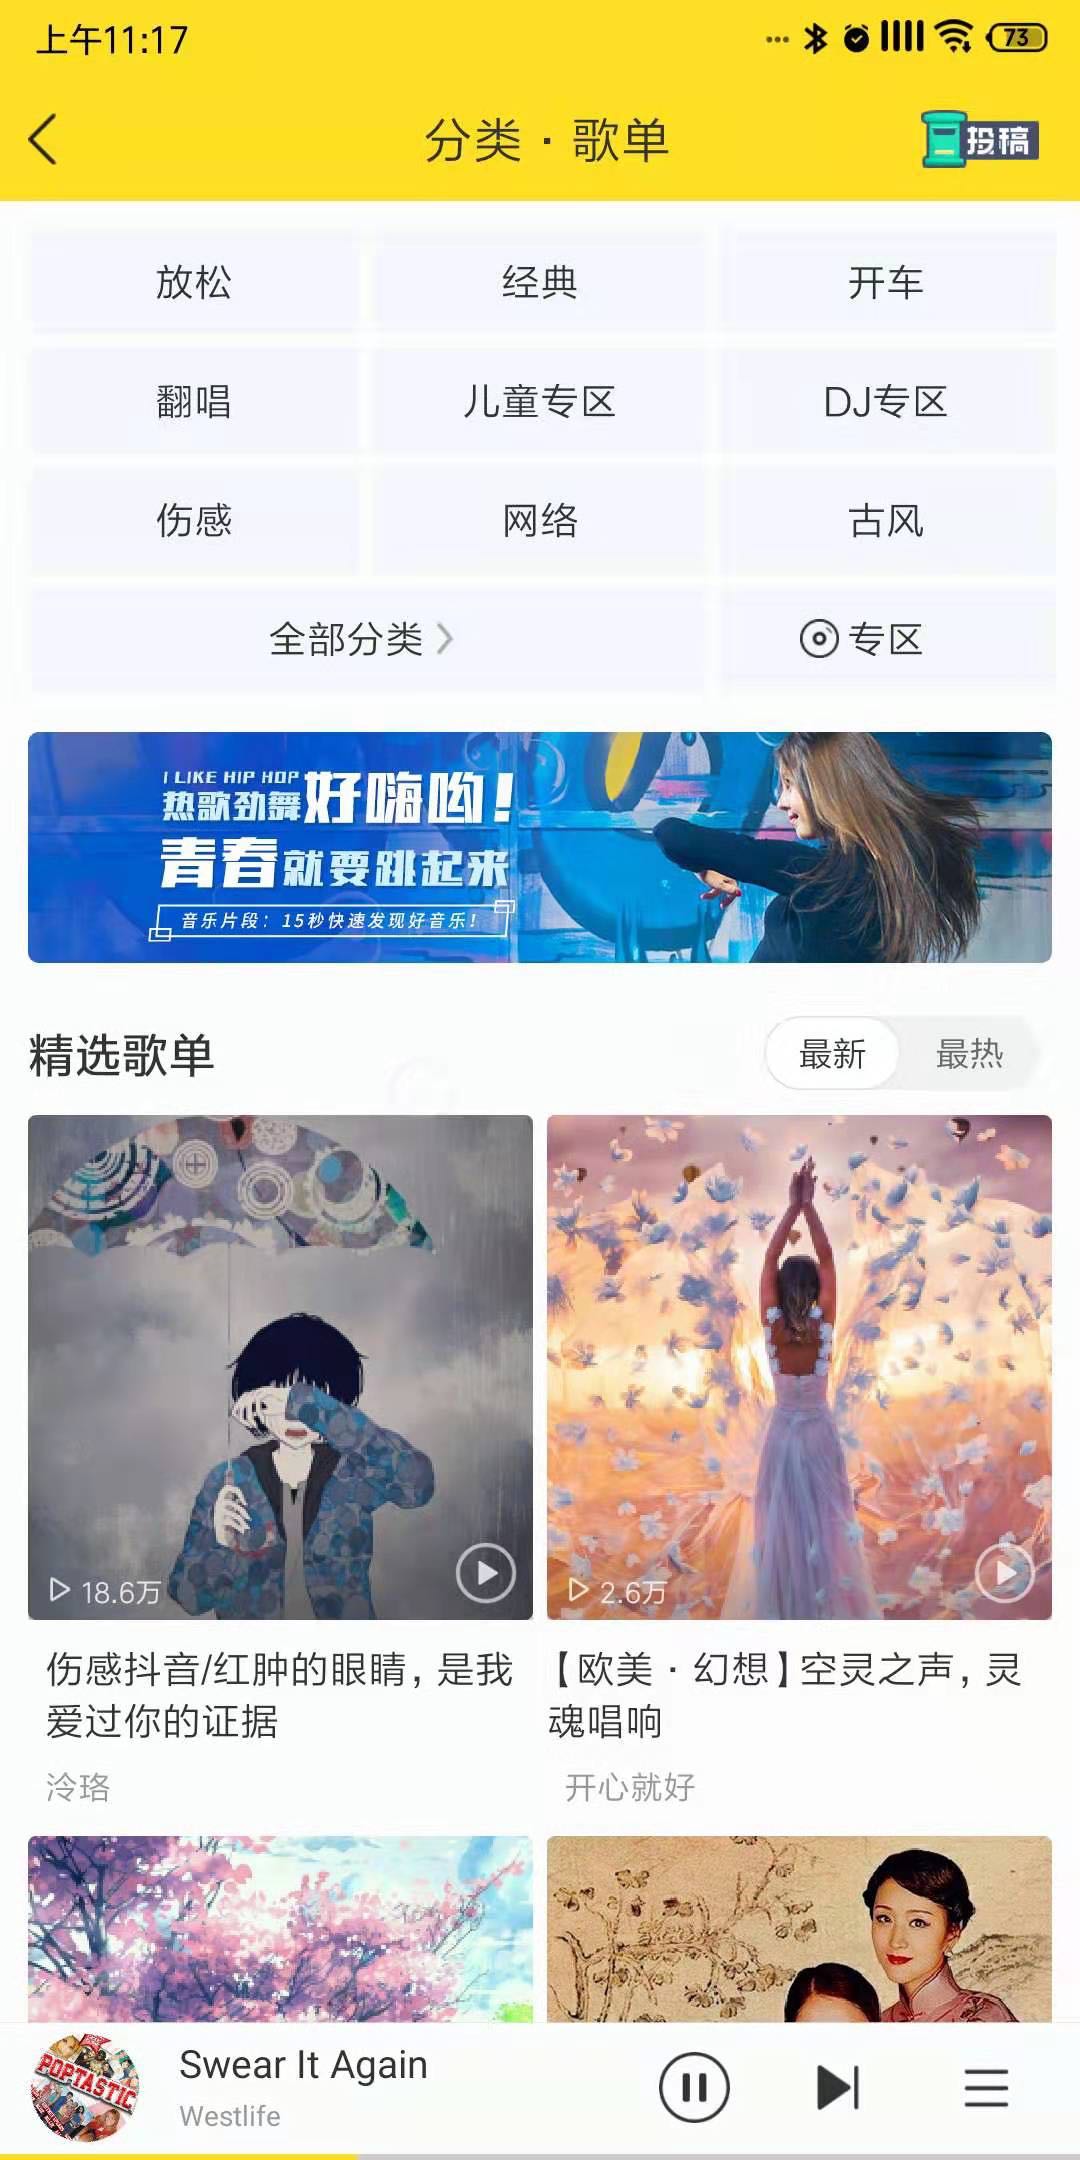 上午11:17
73
分类·歌单
投稿
放松
经典
开车
翻唱
儿童专区
DJ专区
伤感
网络
古风
全部分类
专区
I LIKE HIP HOP
热歌劲舞好嗨哟!
青春就要跳起来
音乐片段：15秒快速发现好音乐!
精选歌单
最新
最热
18.6万
2.6万
伤感抖音/红肿的眼睛，是我
爱过你的证据
泠珞
【欧美·幻想】空灵之声，灵
魂唱响
开心就好
POPTASTIC
Swear It Again
Westlife